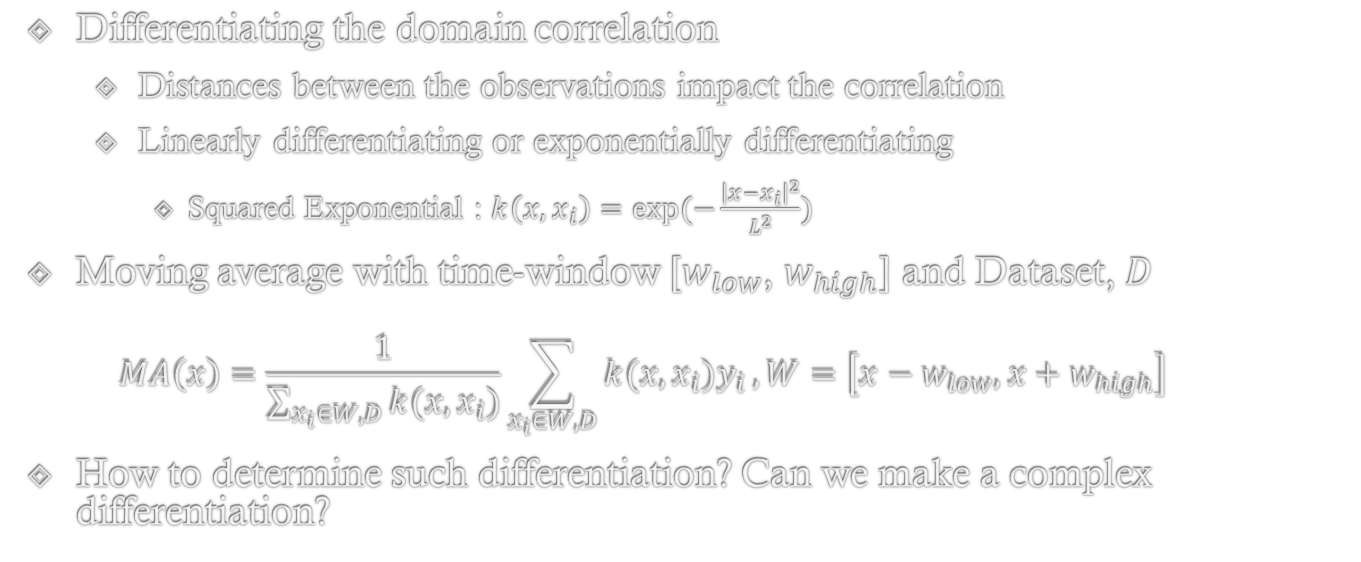 Differentiating the domain correlation
Distances between the observations impact the correlation
Linearly differentiating or exponentially differentiating
Squared Exponential : k(x, x_i) = exp(−|x−x_i|²/L²)
Moving average with time-window [w_low, w_high] and Dataset, D
MA(x) = 1/(∑_{x_i∈W,D} k(x, x_i)) ∑_{x_i∈W,D} k(x, x_i)y_i , W = [x − w_low, x + w_high]
How to determine such differentiation? Can we make a complex
differentiation?